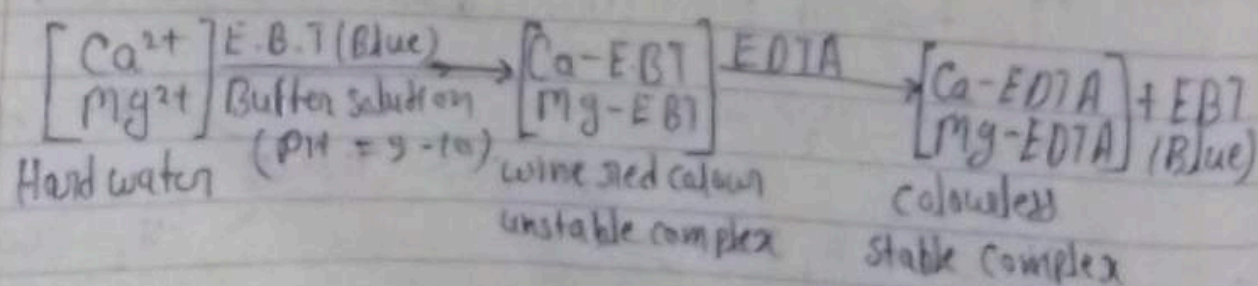 [Ca²⁺ Mg²⁺] E.B.T (Blue) → [Ca-EBT Mg-EBT] EDTA → [Ca-EDTA Mg-EDTA] + EBT (Blue)
Buffer solution
(PH = 9-10)
Hard water wine red colour colourless
unstable complex stable complex